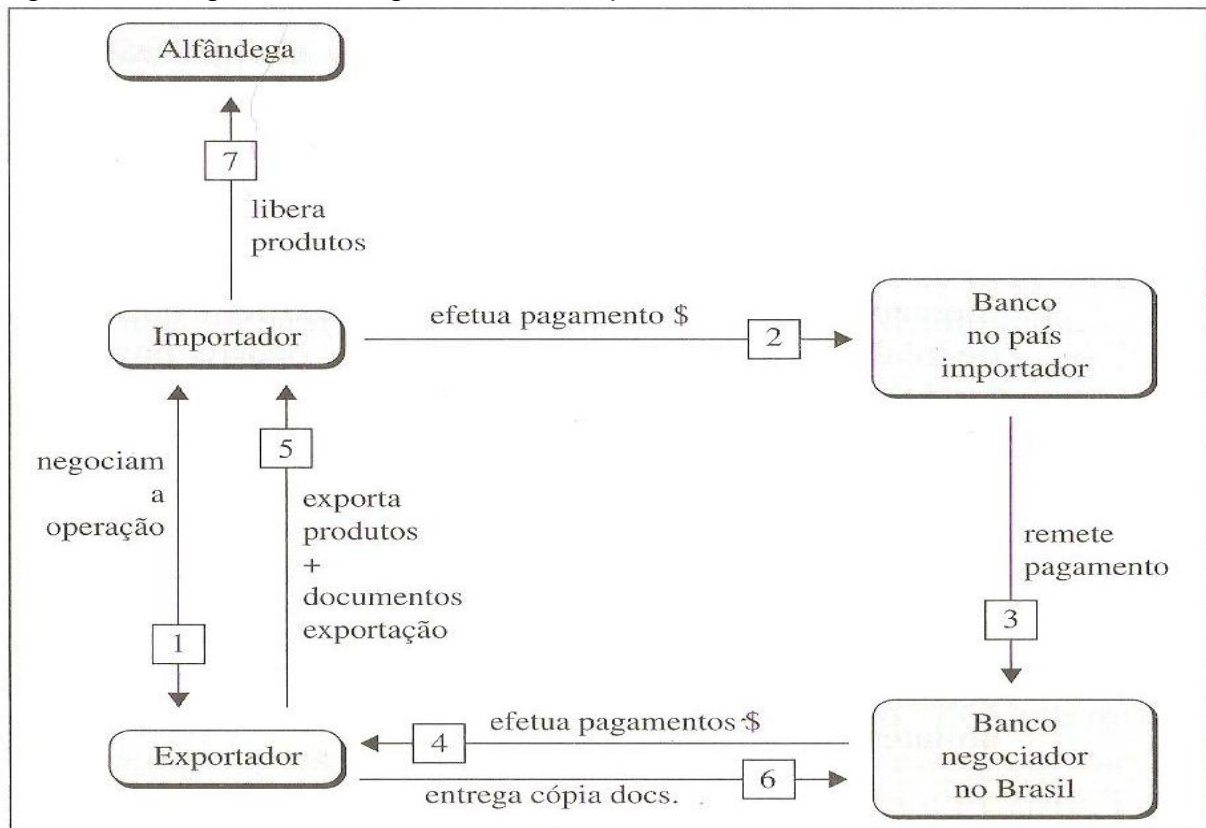 Alfândega
7
libera
produtos
Importador
efetua pagamento $
2
Banco
no país
importador
negociam
a
operação
5
exporta
produtos
+
documentos
exportação
remete
pagamento
1
3
Exportador
efetua pagamentos $
4
6
entrega cópia docs.
Banco
negociador
no Brasil